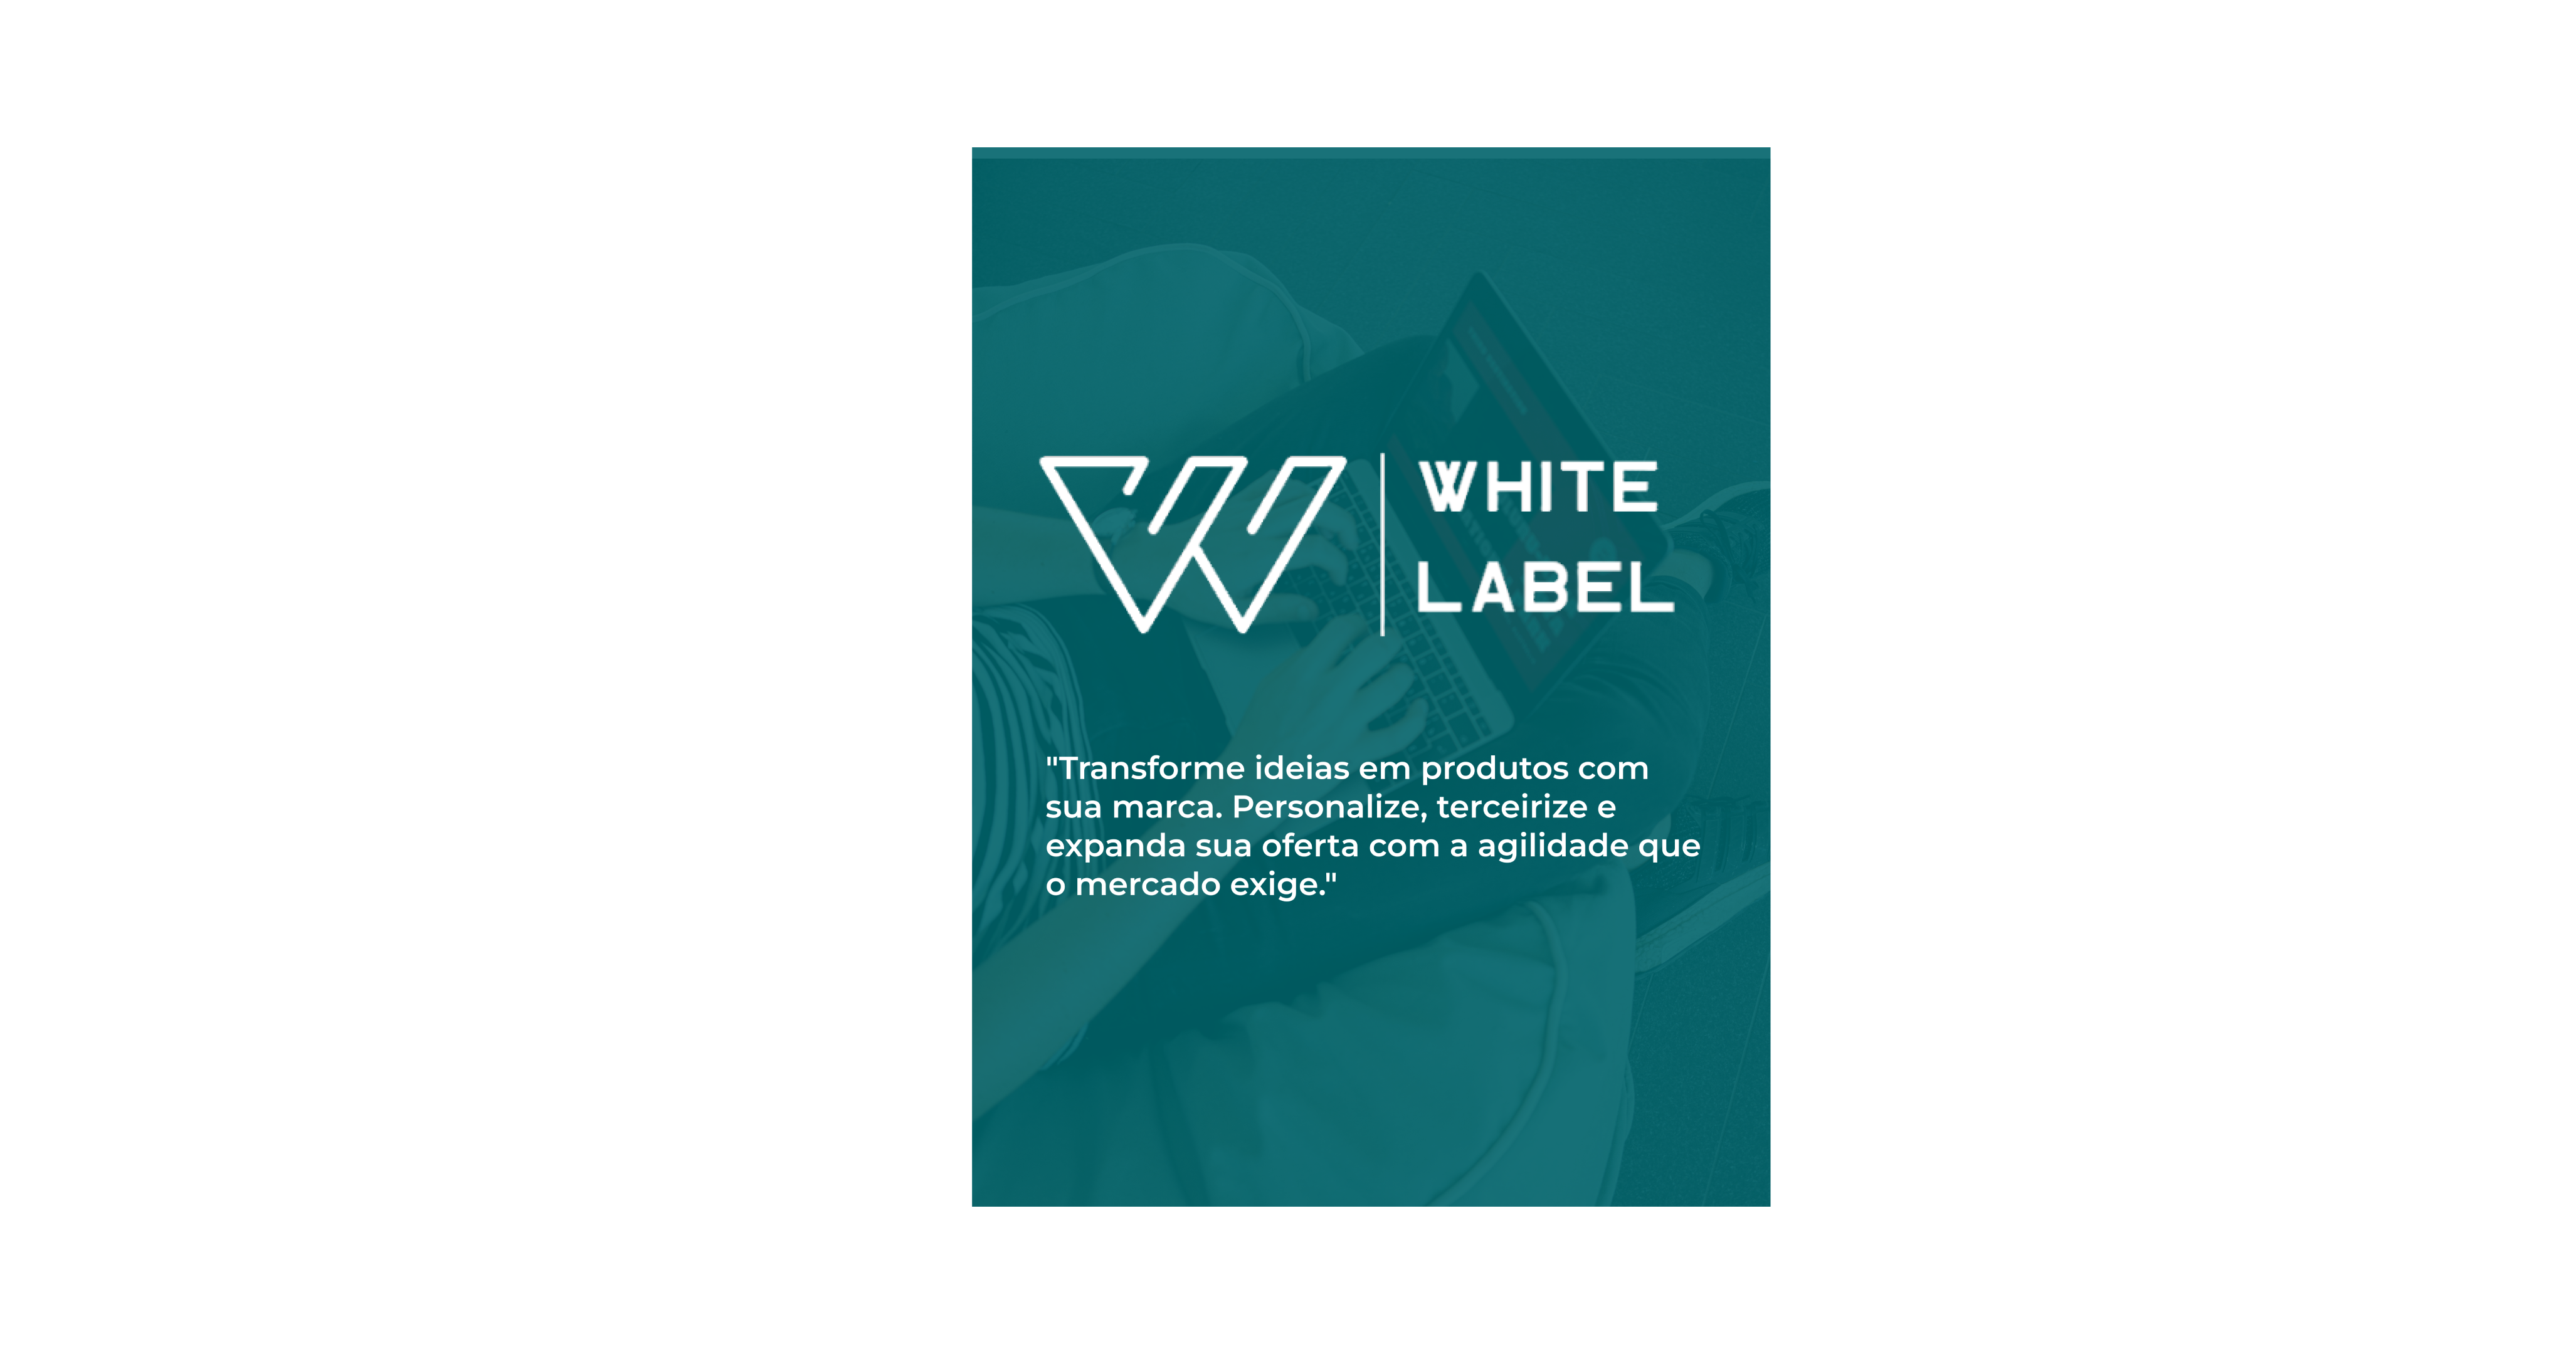 WHITE
LABEL
"Transforme ideias em produtos com
sua marca. Personalize, terceirize e
expanda sua oferta com a agilidade que
o mercado exige."